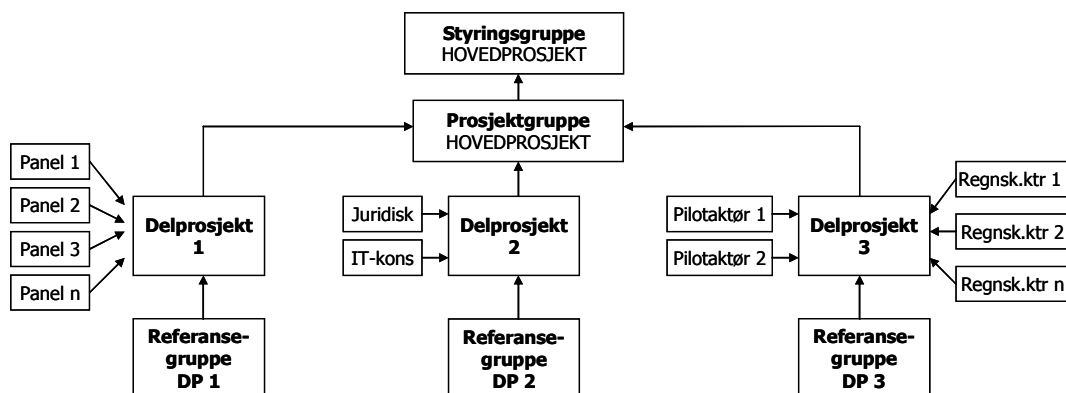 Styringsgruppe
HOVEDPROSJEKT
Prosjektgruppe
HOVEDPROSJEKT
Panel 1
Panel 2
Panel 3
Panel n
Delprosjekt
1
Juridisk
IT-kons
Delprosjekt
2
Pilotaktør 1
Pilotaktør 2
Delprosjekt
3
Regnsk.ktr 1
Regnsk.ktr 2
Regnsk.ktr n
Referanse-
gruppe
DP 1
Referanse-
gruppe
DP 2
Referanse-
gruppe
DP 3